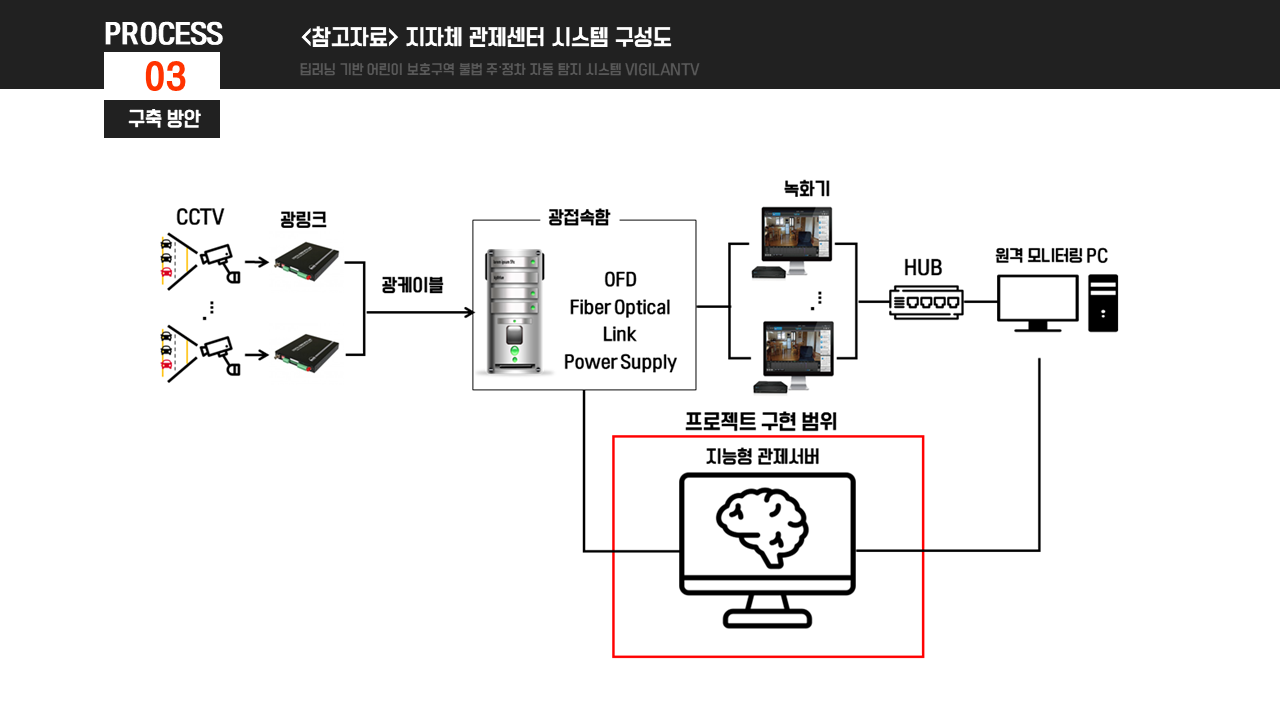 PROCESS
03
구축 방안
<참고자료> 지자체 관제센터 시스템 구성도
딥러닝 기반 어린이 보호구역 불법 주·정차 자동 탐지 시스템 VIGILANTV
CCTV
광링크
광케이블
광접속함
OFD
Fiber Optical
Link
Power Supply
녹화기
HUB
원격 모니터링 PC
프로젝트 구현 범위
지능형 관제서버